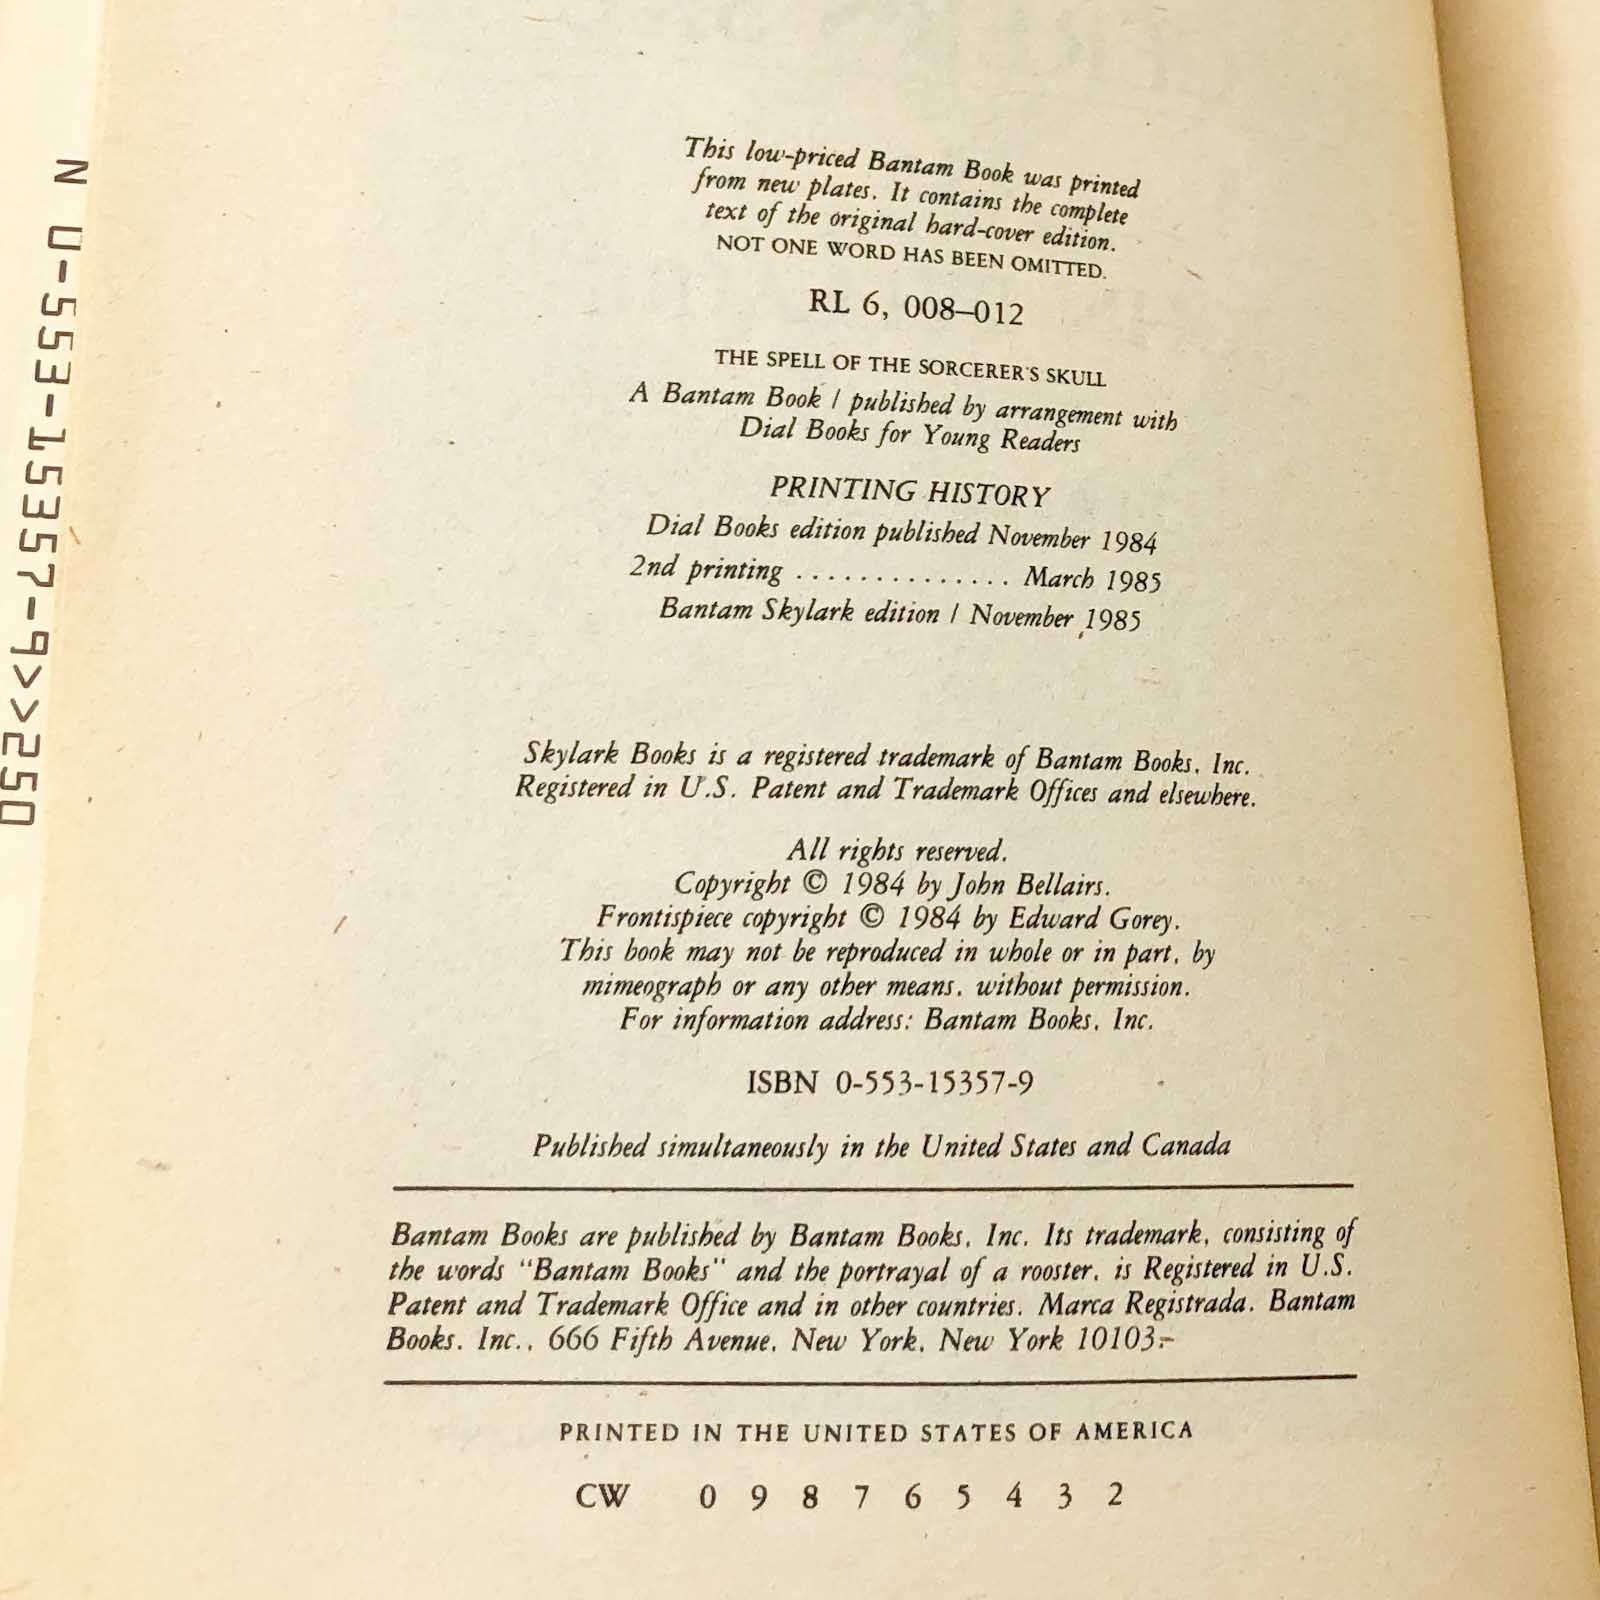 This low-priced Bantam Book was printed
from new plates. It contains the complete
text of the original hard-cover edition.
NOT ONE WORD HAS BEEN OMITTED.
RL 6, 008–012
THE SPELL OF THE SORCERER'S SKULL
A Bantam Book / published by arrangement with
Dial Books for Young Readers
PRINTING HISTORY
Dial Books edition published November 1984
2nd printing . . . . . . . . . . . . . . March 1985
Bantam Skylark edition / November 1985
Skylark Books is a registered trademark of Bantam Books, Inc.
Registered in U.S. Patent and Trademark Offices and elsewhere.
All rights reserved.
Copyright © 1984 by John Bellairs.
Frontispiece copyright © 1984 by Edward Gorey.
This book may not be reproduced in whole or in part, by
mimeograph or any other means, without permission.
For information address: Bantam Books, Inc.
ISBN 0-553-15357-9
Published simultaneously in the United States and Canada
Bantam Books are published by Bantam Books, Inc. Its trademark, consisting of
the words "Bantam Books" and the portrayal of a rooster, is Registered in U.S.
Patent and Trademark Office and in other countries. Marca Registrada. Bantam
Books, Inc., 666 Fifth Avenue, New York, New York 10103.
PRINTED IN THE UNITED STATES OF AMERICA
CW 0 9 8 7 6 5 4 3 2
N 0-553-15357-9>>250